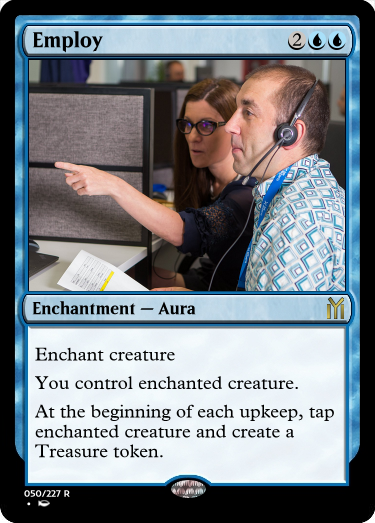 Employ 2
Enchantment — Aura
Enchant creature
You control enchanted creature.
At the beginning of each upkeep, tap
enchanted creature and create a
Treasure token.
050/227 R